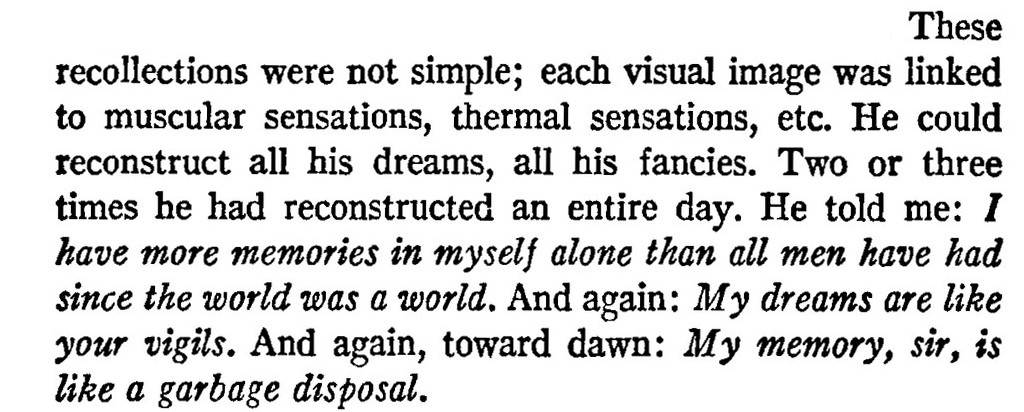 These
recollections were not simple; each visual image was linked
to muscular sensations, thermal sensations, etc. He could
reconstruct all his dreams, all his fancies. Two or three
times he had reconstructed an entire day. He told me: I
have more memories in myself alone than all men have had
since the world was a world. And again: My dreams are like
your vigils. And again, toward dawn: My memory, sir, is
like a garbage disposal.